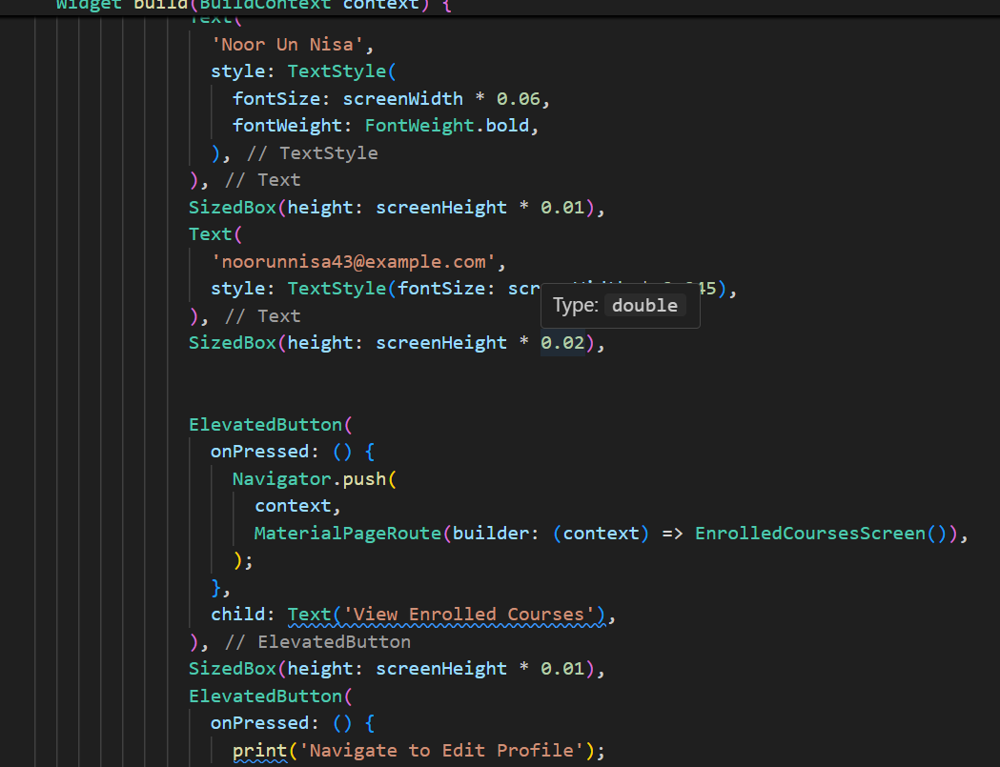 Widget build(BuildContext context) {
Text(
'Noor Un Nisa',
style: TextStyle(
fontSize: screenWidth * 0.06,
fontWeight: FontWeight.bold,
), // TextStyle
), // Text
SizedBox(height: screenHeight * 0.01),
Text(
'noorunnisa43@example.com',
style: TextStyle(fontSize: scr 45),
Type: double
), // Text
SizedBox(height: screenHeight * 0.02),
ElevatedButton(
onPressed: () {
Navigator.push(
context,
MaterialPageRoute(builder: (context) => EnrolledCoursesScreen()),
);
},
child: Text('View Enrolled Courses'),
), // ElevatedButton
SizedBox(height: screenHeight * 0.01),
ElevatedButton(
onPressed: () {
print('Navigate to Edit Profile');